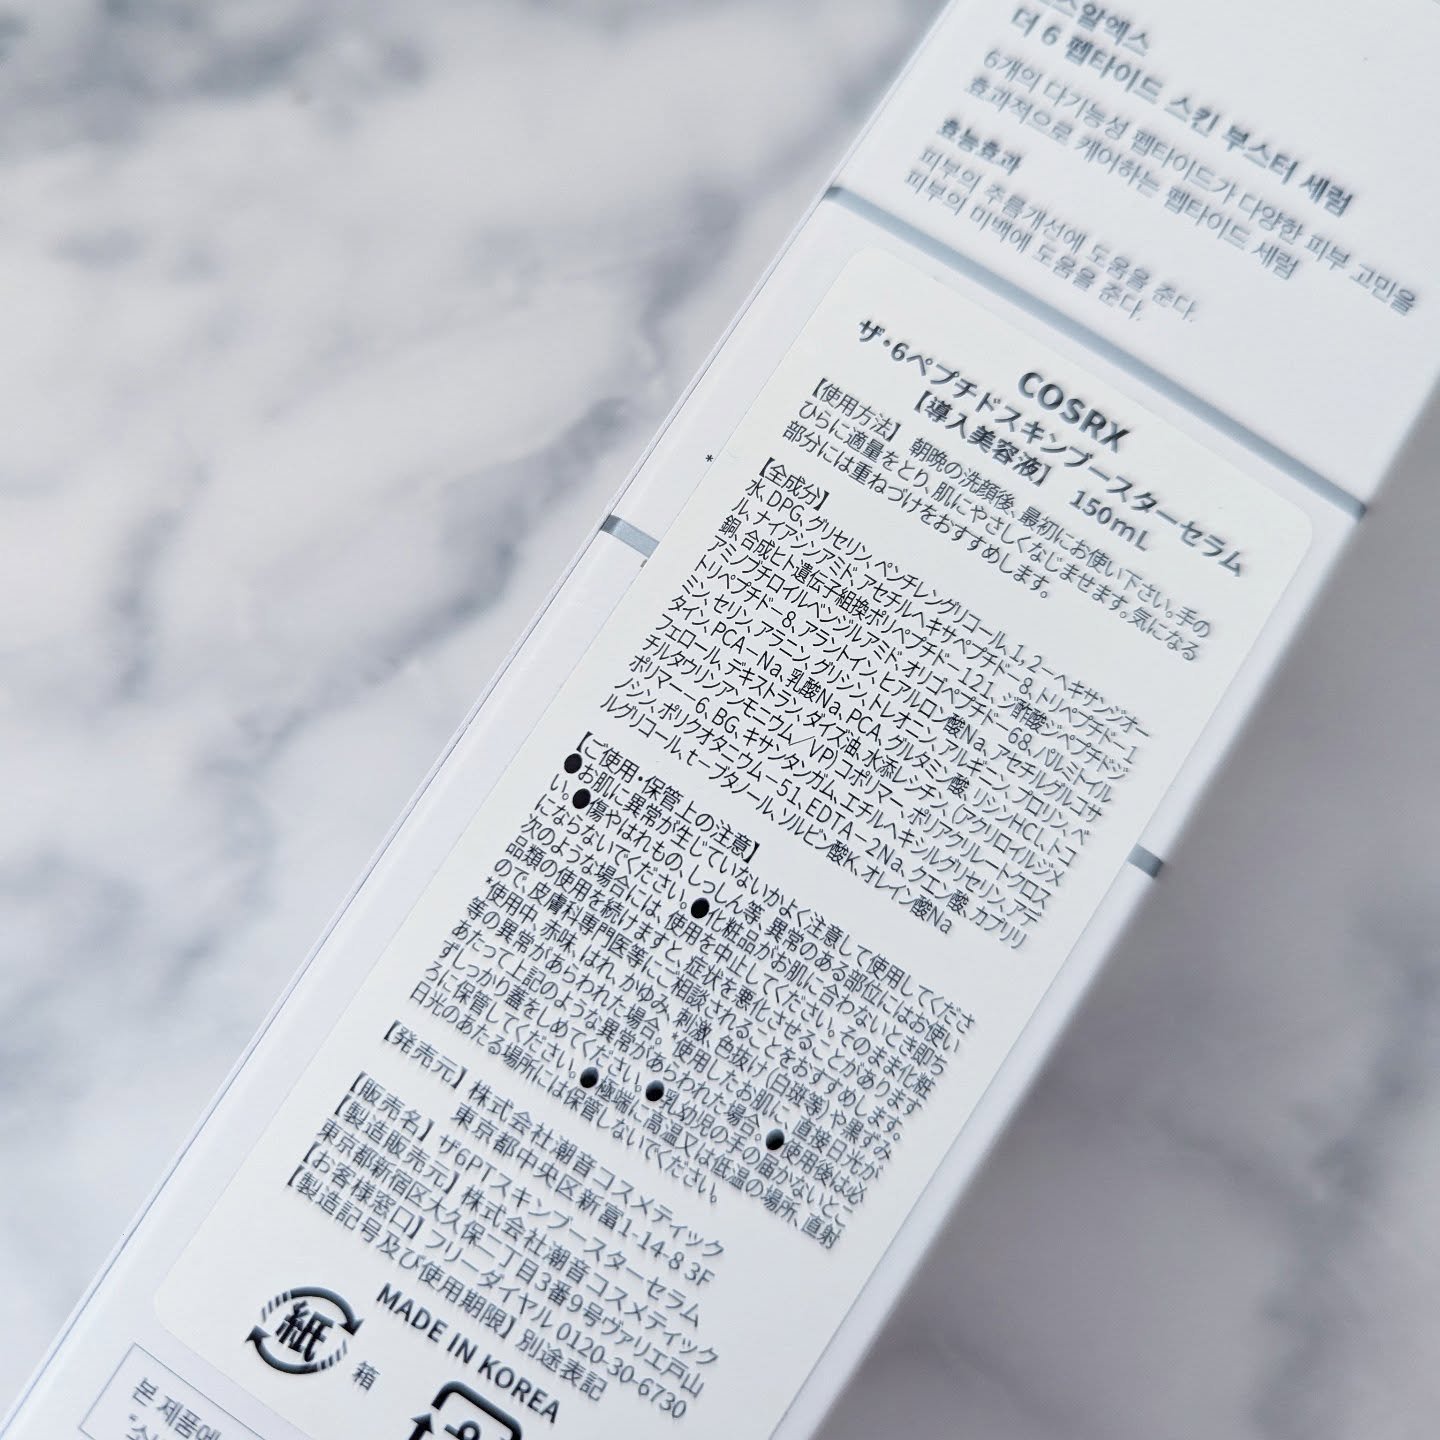 더 6 펩타이드 스킨 부스터 세럼
6개의 다기능성 펩타이드가 다양한 피부 고민을
효과적으로 케어하는 펩타이드 세럼
효능효과
피부의 주름개선에 도움을 준다.
피부의 미백에 도움을 준다.
COSRX
ザ・6ペプチドスキンブースターセラム
【導入美容液】 150mL
【使用方法】 朝晩の洗顔後、最初にお使い下さい。手の
ひらに適量をとり、肌にやさしくなじませます。気になる
部分には重ねづけをおすすめします。
*
【全成分】
水、DPG、グリセリン、ペンチレングリコール、1,2-ヘキサンジオー
ル、ナイアシンアミド、アセチルヘキサペプチド-8、トリペプチド-1
銅、合成ヒト遺伝子組換ポリペプチド-121、ジ酢酸ジペプチドジ
アミノブチロイルベンジルアミド、オリゴペプチド-68、パルミトイル
トリペプチド-8、アラントイン、ヒアルロン酸Na、アセチルグルコサ
ミン、セリン、アラニン、グリシン、トレオニン、アルギニン、プロリン、ベ
タイン、PCA-Na、乳酸Na、PCA、グルタミン酸、リシンHCl、トコ
フェロール、デキストラン、ダイズ油、水添レシチン、(アクリロイルジメ
チルタウリンアンモニウム/VP)コポリマー、ポリアクリレートクロス
ポリマー-6、BG、キサンタンガム、エチルヘキシルグリセリン、アデ
ノシン、ポリクオタニウム-51、EDTA-2Na、クエン酸、カプリリ
ルグリコール、t-ブタノール、ソルビン酸K、オレイン酸Na
【ご使用・保管上の注意】
●お肌に異常が生じていないかよく注意して使用してくださ
い。●傷やはれもの、しっしん等、異常のある部位にはお使い
にならないでください。●化粧品がお肌に合わないとき即ち
次のような場合には、使用を中止してください。そのまま化粧
品類の使用を続けますと、症状を悪化させることがあります
ので、皮膚科専門医等にご相談されることをおすすめします。
*使用中、赤味、はれ、かゆみ、刺激、色抜け(白斑等)や黒ずみ
等の異常があらわれた場合。*使用したお肌に、直接日光が
あたって上記のような異常があらわれた場合。●使用後は必
ずしっかり蓋をしめてください。●乳幼児の手の届かないとこ
ろに保管してください。●極端に高温又は低温の場所、直射
日光のあたる場所には保管しないでください。
【発売元】株式会社潮音コスメティック
東京都中央区新富1-14-8 3F
【販売名】ザ6PTスキンブースターセラム
【製造販売元】株式会社潮音コスメティック
東京都新宿区大久保二丁目3番9号ヴァリエ戸山
【お客様窓口】フリーダイヤル 0120-30-6730
【製造記号及び使用期限】別途表記
MADE IN KOREA
紙 箱
본 제품에